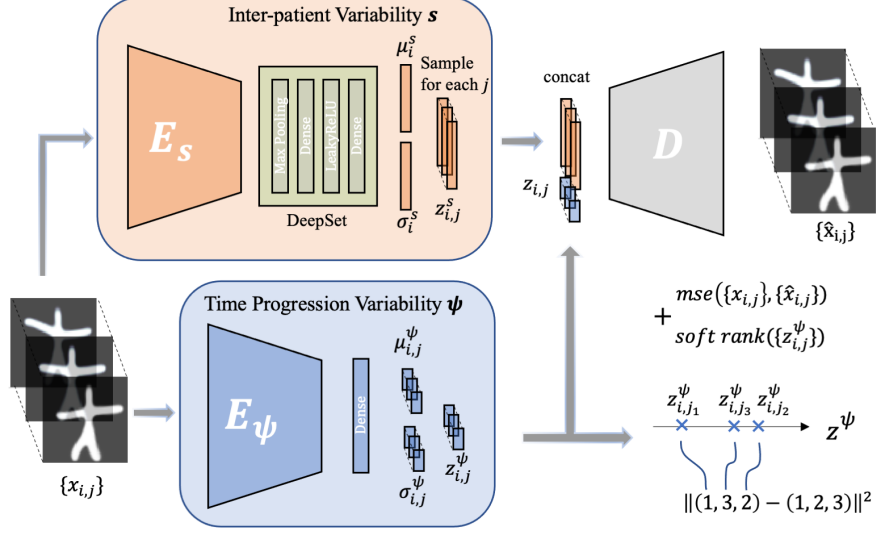 Inter-patient Variability s
E_s
Max Pooling
Dense
LeakyReLU
Dense
DeepSet
μ_i^s
σ_i^s
Sample
for each j
z_{i,j}^s
concat
z_{i,j}
D
{x̂_{i,j}}
Time Progression Variability ψ
E_ψ
Dense
μ_{i,j}^ψ
σ_{i,j}^ψ
z_{i,j}^ψ
{x_{i,j}}
+ mse({x_{i,j}}, {x̂_{i,j}})
soft rank({z_{i,j}^ψ})
z_{i,j_1}^ψ z_{i,j_3}^ψ z_{i,j_2}^ψ
z^ψ
‖(1, 3, 2) − (1, 2, 3)‖²